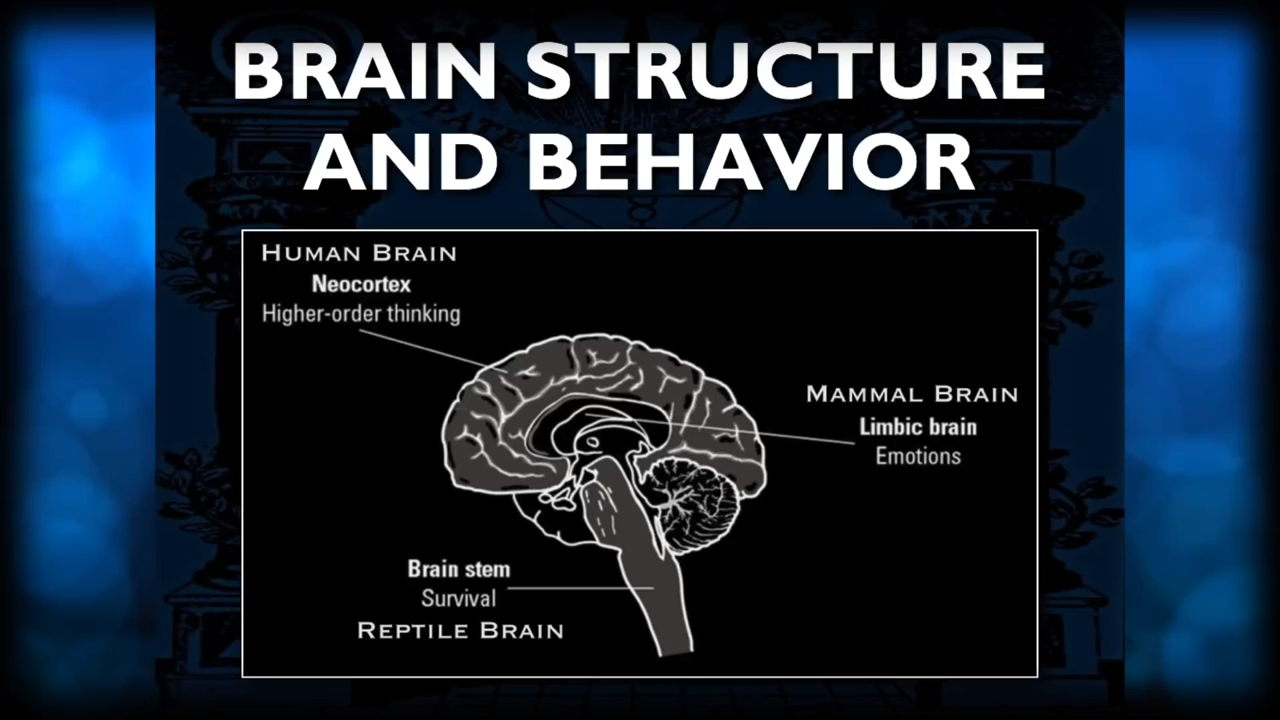 BRAIN STRUCTURE
AND BEHAVIOR
HUMAN BRAIN
Neocortex
Higher-order thinking
MAMMAL BRAIN
Limbic brain
Emotions
Brain stem
Survival
REPTILE BRAIN